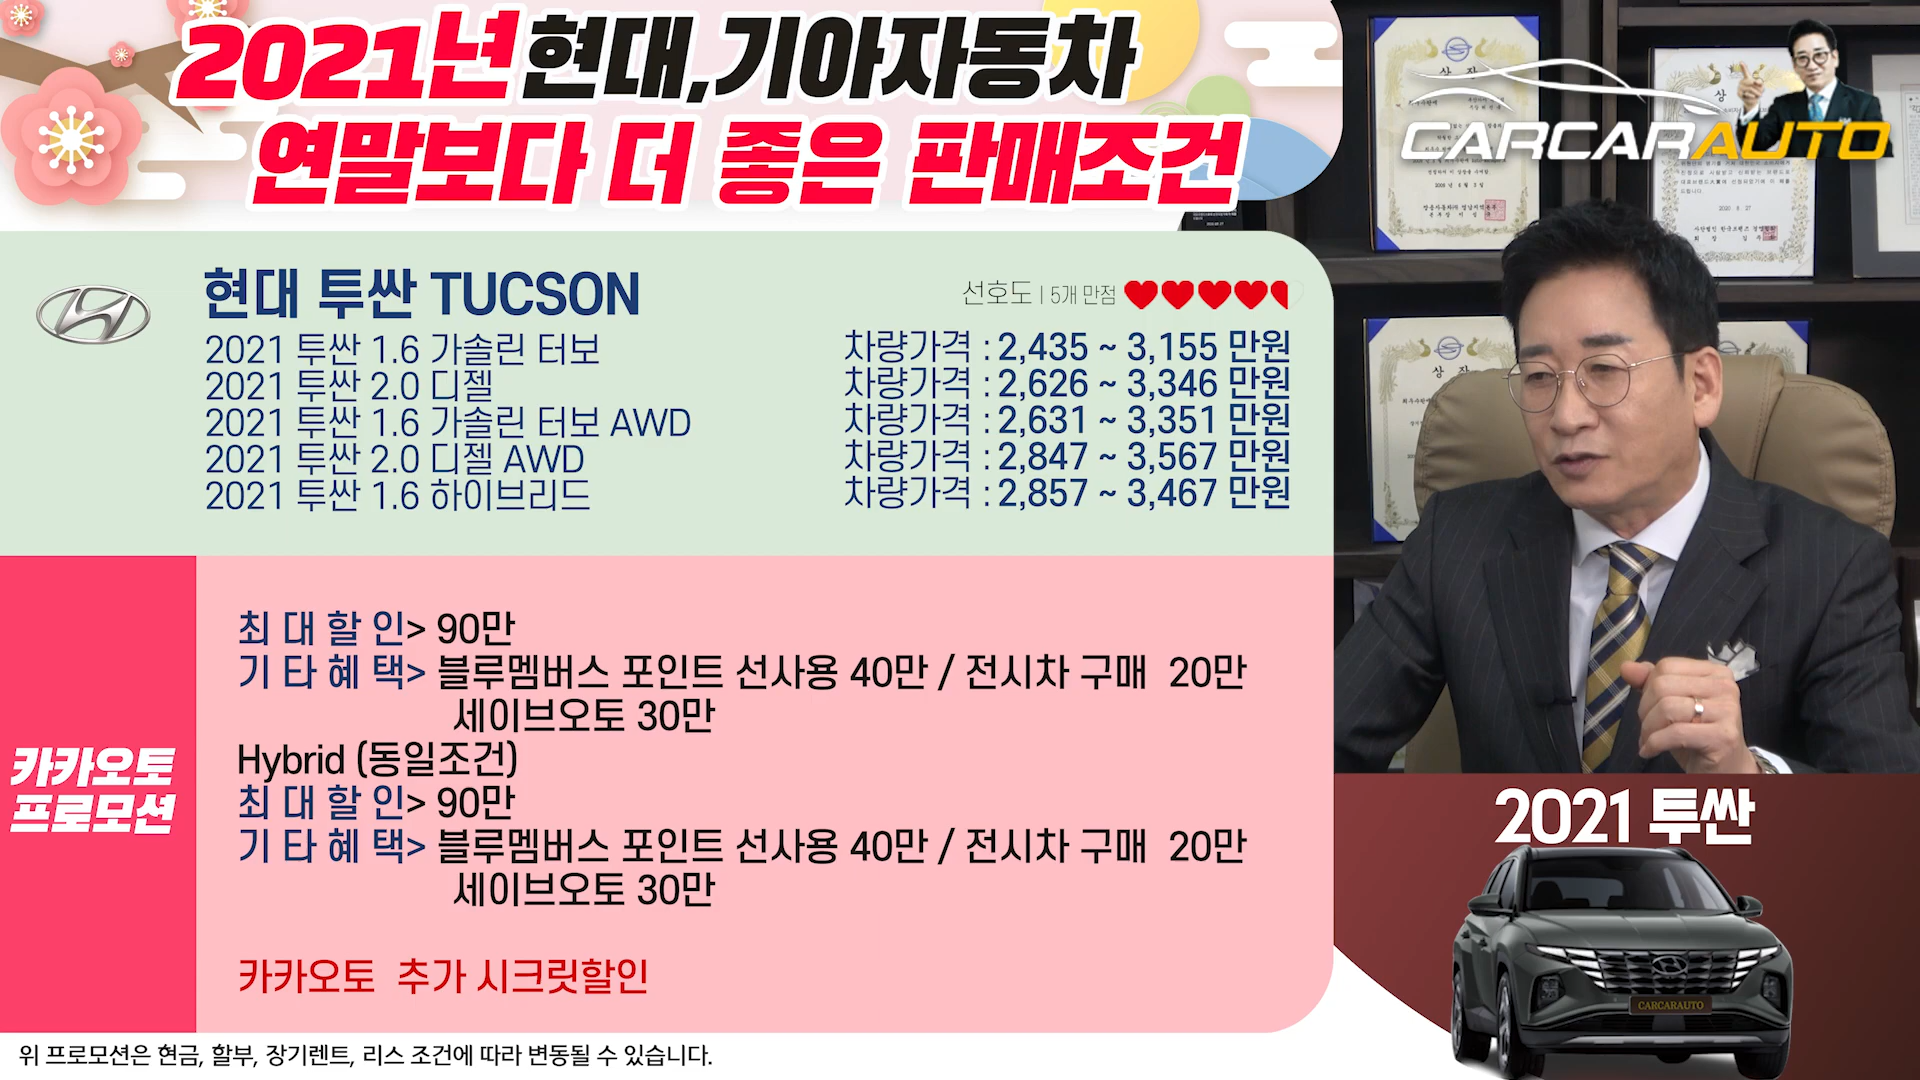 2021년 현대,기아자동차
연말보다 더 좋은 판매조건
CARCARAUTO
상 장
상
2020 8. 27
현대 투싼 TUCSON
선호도 | 5개 만점
2021 투싼 1.6 가솔린 터보 차량가격 : 2,435 ~ 3,155 만원
2021 투싼 2.0 디젤 차량가격 : 2,626 ~ 3,346 만원
2021 투싼 1.6 가솔린 터보 AWD 차량가격 : 2,631 ~ 3,351 만원
2021 투싼 2.0 디젤 AWD 차량가격 : 2,847 ~ 3,567 만원
2021 투싼 1.6 하이브리드 차량가격 : 2,857 ~ 3,467 만원
상 장
카카오토
프로모션
최 대 할 인> 90만
기 타 혜 택> 블루멤버스 포인트 선사용 40만 / 전시차 구매 20만
세이브오토 30만
Hybrid (동일조건)
최 대 할 인> 90만
기 타 혜 택> 블루멤버스 포인트 선사용 40만 / 전시차 구매 20만
세이브오토 30만
카카오토 추가 시크릿할인
2021 투싼
CARCARAUTO
위 프로모션은 현금, 할부, 장기렌트, 리스 조건에 따라 변동될 수 있습니다.